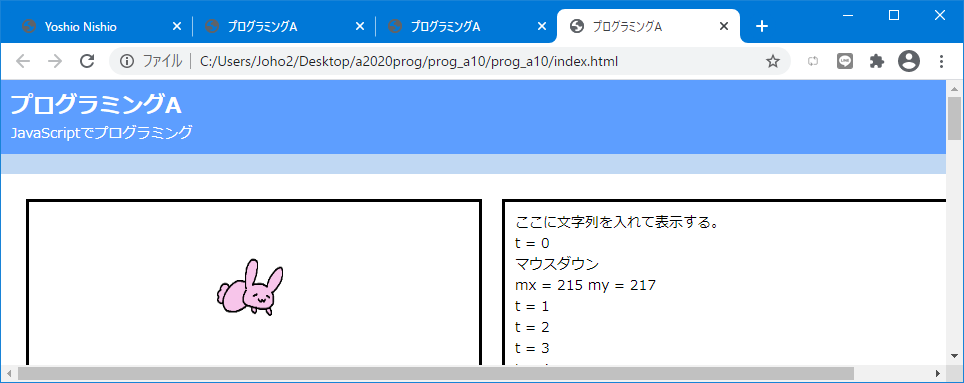 Yoshio Nishio
プログラミングA
プログラミングA
プログラミングA
ファイル
C:/Users/Joho2/Desktop/a2020prog/prog_a10/prog_a10/index.html
プログラミングA
JavaScriptでプログラミング
ここに文字列を入れて表示する。
t = 0
マウスダウン
mx = 215 my = 217
t = 1
t = 2
t = 3